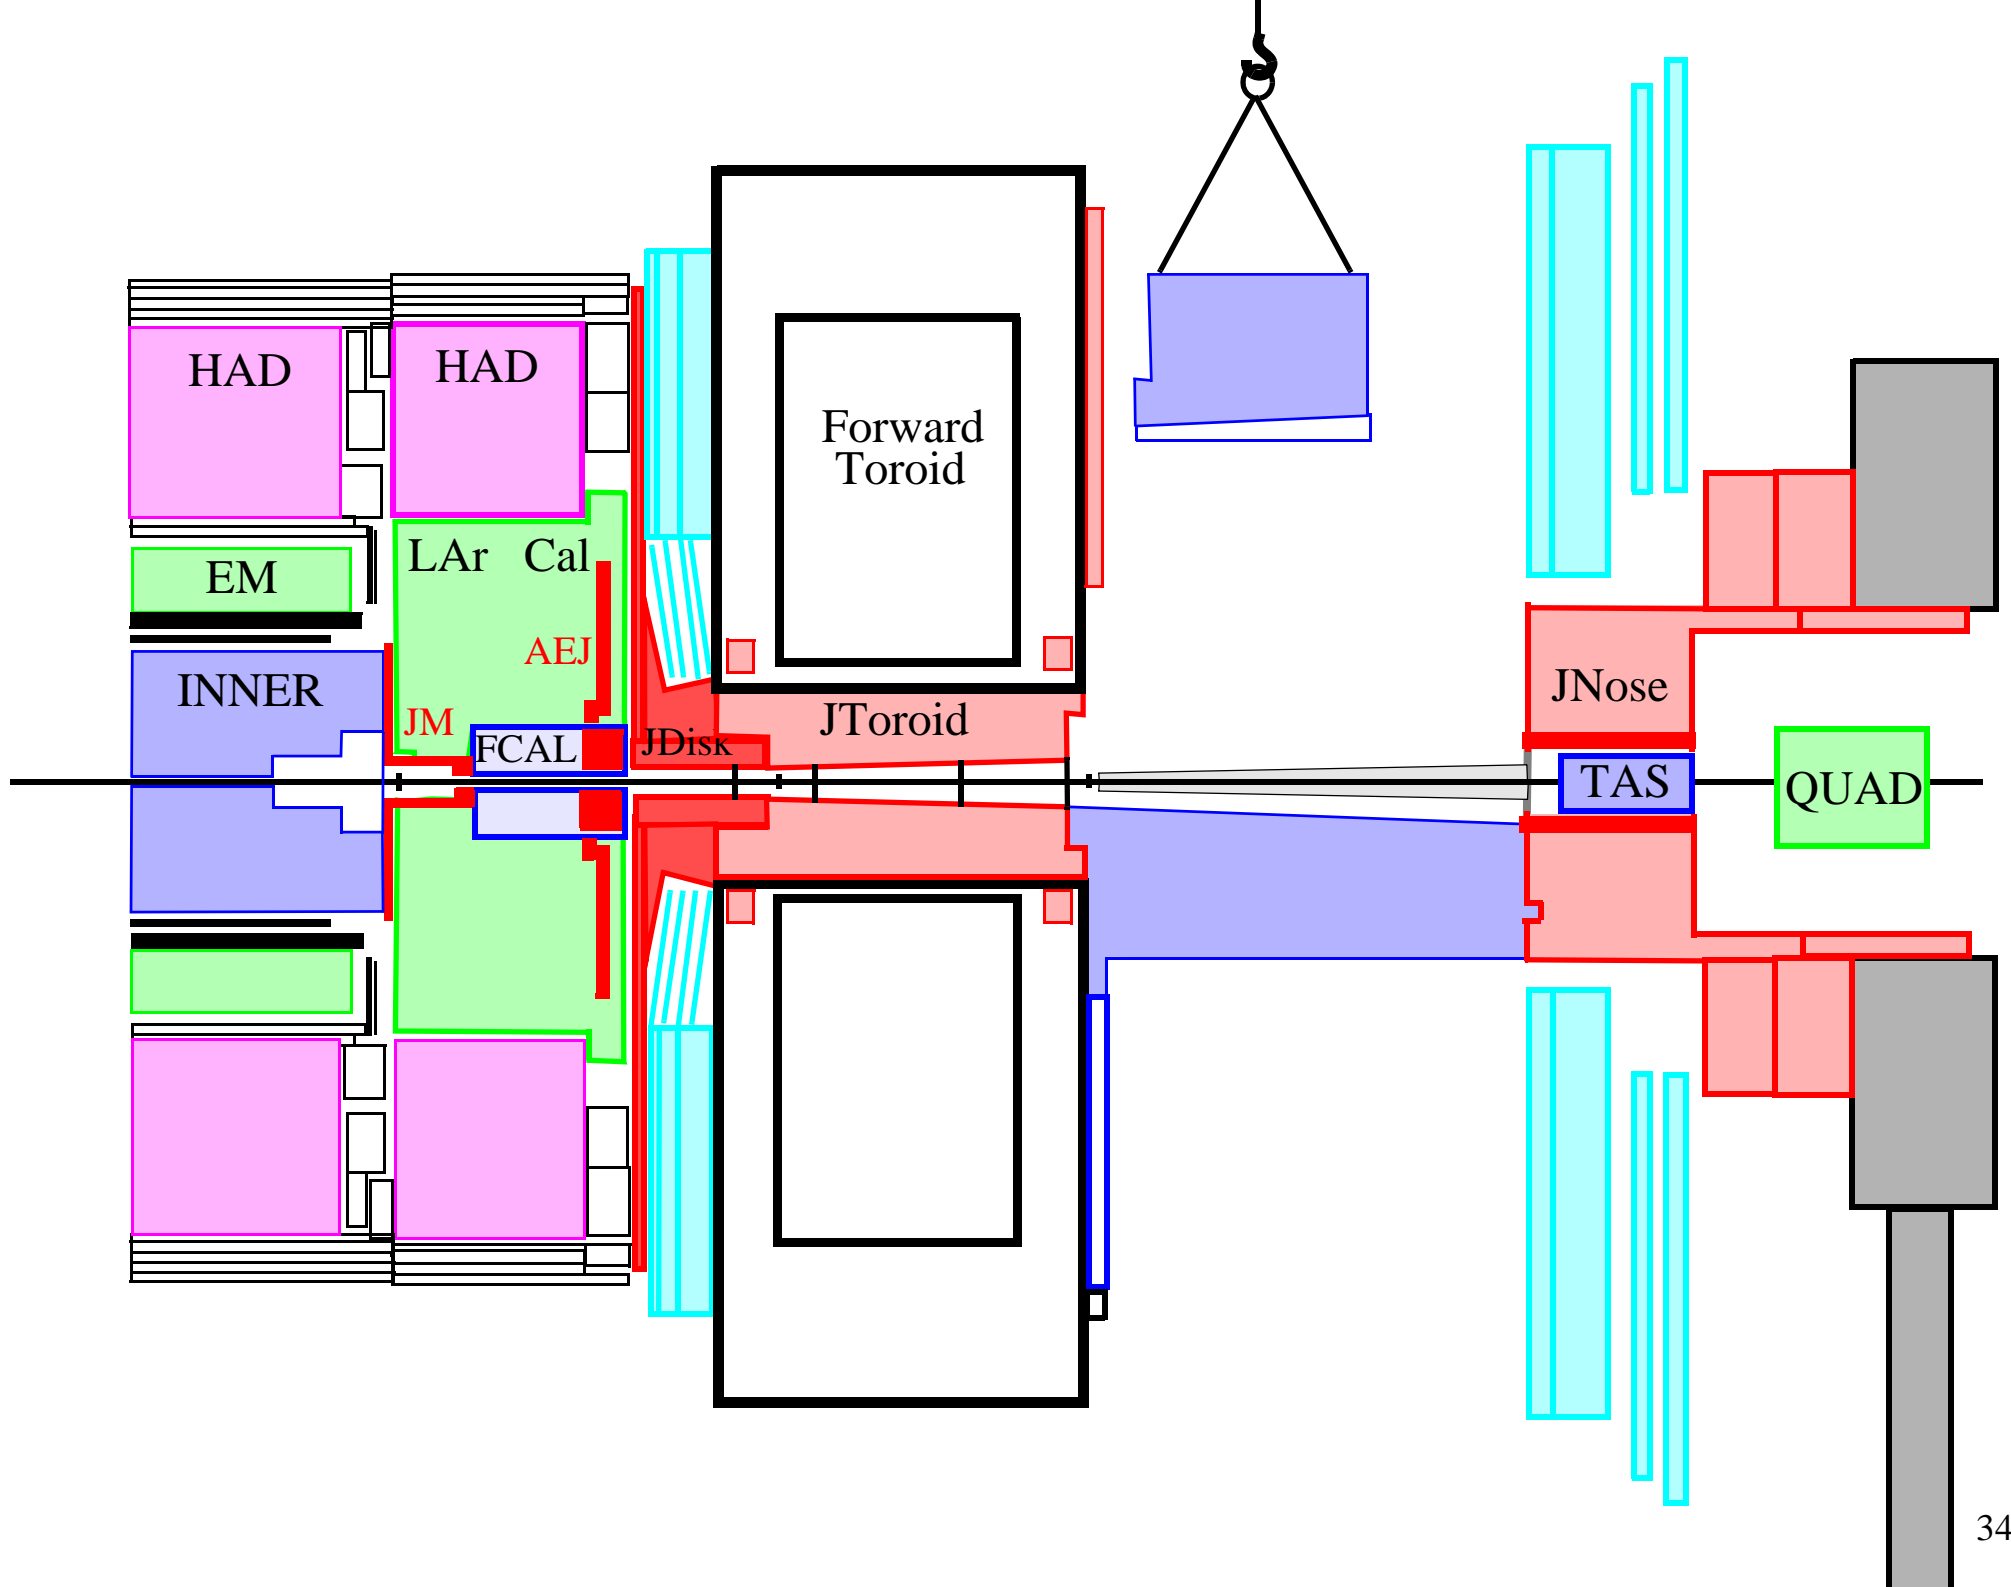 HAD
HAD
Forward
Toroid
LAr Cal
EM
AEJ
INNER
JM
JNose
JToroid
FCAL
JDisk
TAS
QUAD
34